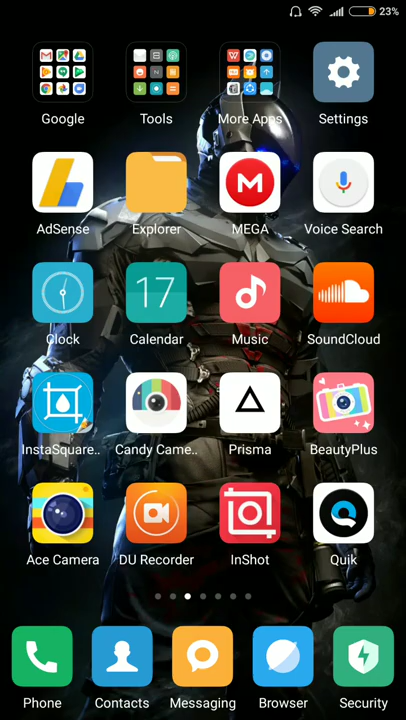 23%
Google Tools More Apps Settings
AdSense Explorer MEGA Voice Search
17
Clock Calendar Music SoundCloud
InstaSquare.. Candy Came.. Prisma BeautyPlus
Ace Camera DU Recorder InShot Quik
Phone Contacts Messaging Browser Security